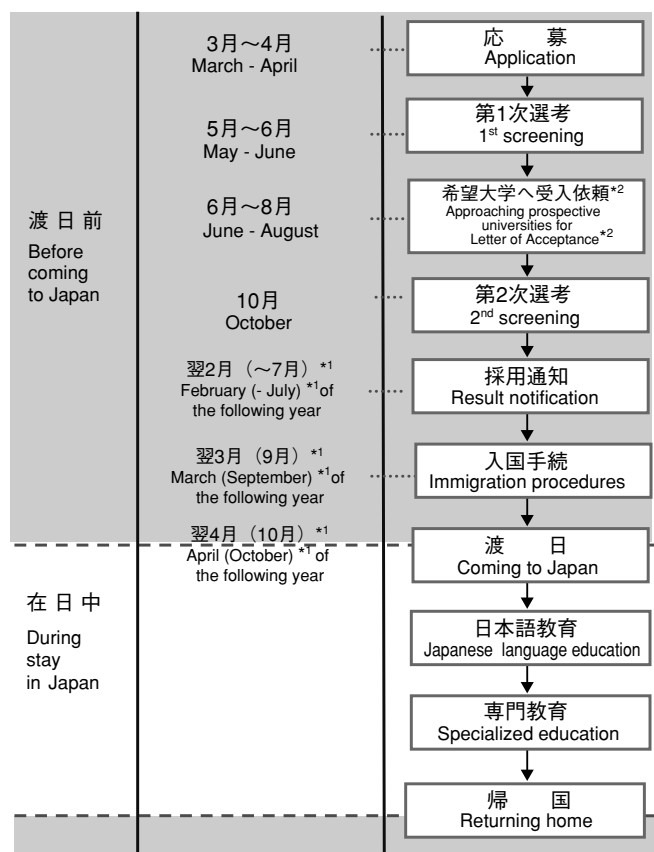 3月～4月
March - April
応　募
Application
5月～6月
May - June
第1次選考
1st screening
渡日前
Before
coming
to Japan
6月～8月
June - August
希望大学へ受入依頼*2
Approaching prospective
universities for
Letter of Acceptance*2
10月
October
第2次選考
2nd screening
翌2月（～7月）*1
February (- July) *1of
the following year
採用通知
Result notification
翌3月（9月）*1
March (September) *1of
the following year
入国手続
Immigration procedures
翌4月（10月）*1
April (October) *1 of
the following year
渡　日
Coming to Japan
在日中
During
stay
in Japan
日本語教育
Japanese language education
専門教育
Specialized education
帰　国
Returning home